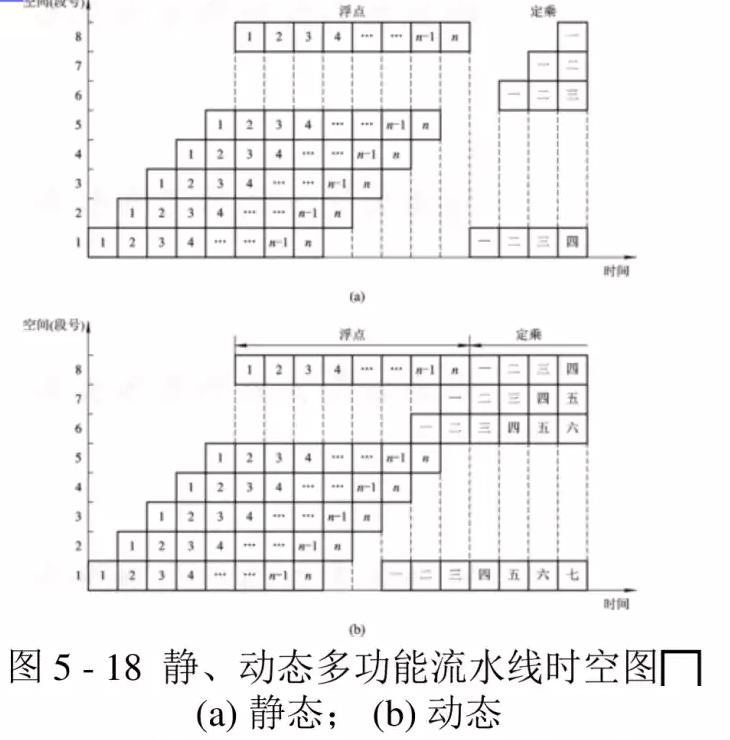 空间(段号)
浮点 定乘
8 1 2 3 4 … … n-1 n 一
7 一 二
6 一 二 三
5 1 2 3 4 … … n-1 n
4 1 2 3 4 … … n-1 n
3 1 2 3 4 … … n-1 n
2 1 2 3 4 … … n-1 n
1 1 2 3 4 … … n-1 n 一 二 三 四
时间
(a)
空间(段号)
浮点 定乘
8 1 2 3 4 … … n-1 n 一 二 三 四
7 一 二 三 四 五
6 一 二 三 四 五 六
5 1 2 3 4 … … n-1 n
4 1 2 3 4 … … n-1 n
3 1 2 3 4 … … n-1 n
2 1 2 3 4 … … n-1 n
1 1 2 3 4 … … n-1 n 一 二 三 四 五 六 七
时间
(b)
图 5 - 18 静、动态多功能流水线时空图
(a) 静态； (b) 动态